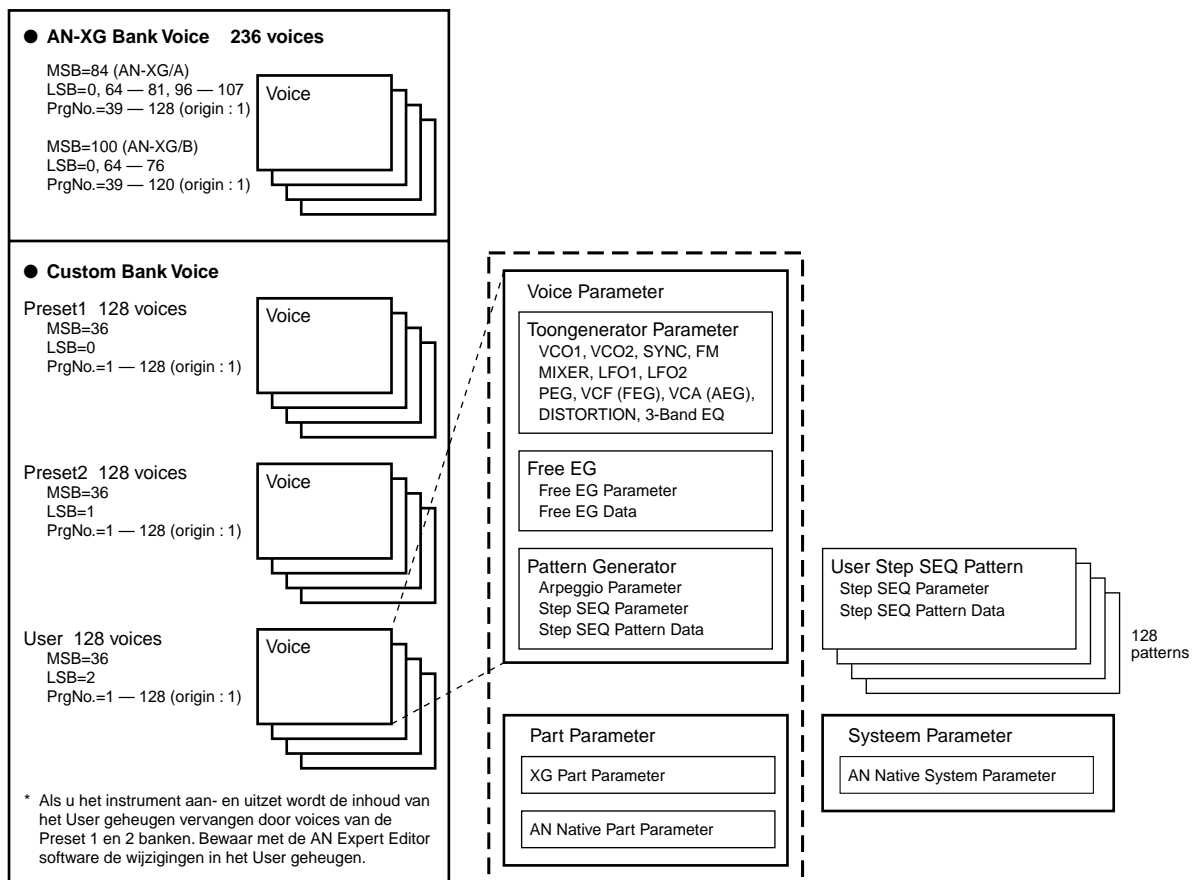 ● AN-XG Bank Voice 236 voices
MSB=84 (AN-XG/A)
LSB=0, 64 — 81, 96 — 107
PrgNo.=39 — 128 (origin : 1)
MSB=100 (AN-XG/B)
LSB=0, 64 — 76
PrgNo.=39 — 120 (origin : 1)
Voice
● Custom Bank Voice
Preset1 128 voices
MSB=36
LSB=0
PrgNo.=1 — 128 (origin : 1)
Voice
Preset2 128 voices
MSB=36
LSB=1
PrgNo.=1 — 128 (origin : 1)
Voice
User 128 voices
MSB=36
LSB=2
PrgNo.=1 — 128 (origin : 1)
Voice
* Als u het instrument aan- en uitzet wordt de inhoud van
het User geheugen vervangen door voices van de
Preset 1 en 2 banken. Bewaar met de AN Expert Editor
software de wijzigingen in het User geheugen.
Voice Parameter
Toongenerator Parameter
VCO1, VCO2, SYNC, FM
MIXER, LFO1, LFO2
PEG, VCF (FEG), VCA (AEG),
DISTORTION, 3-Band EQ
Free EG
Free EG Parameter
Free EG Data
Pattern Generator
Arpeggio Parameter
Step SEQ Parameter
Step SEQ Pattern Data
Part Parameter
XG Part Parameter
AN Native Part Parameter
User Step SEQ Pattern
Step SEQ Parameter
Step SEQ Pattern Data
128
patterns
Systeem Parameter
AN Native System Parameter